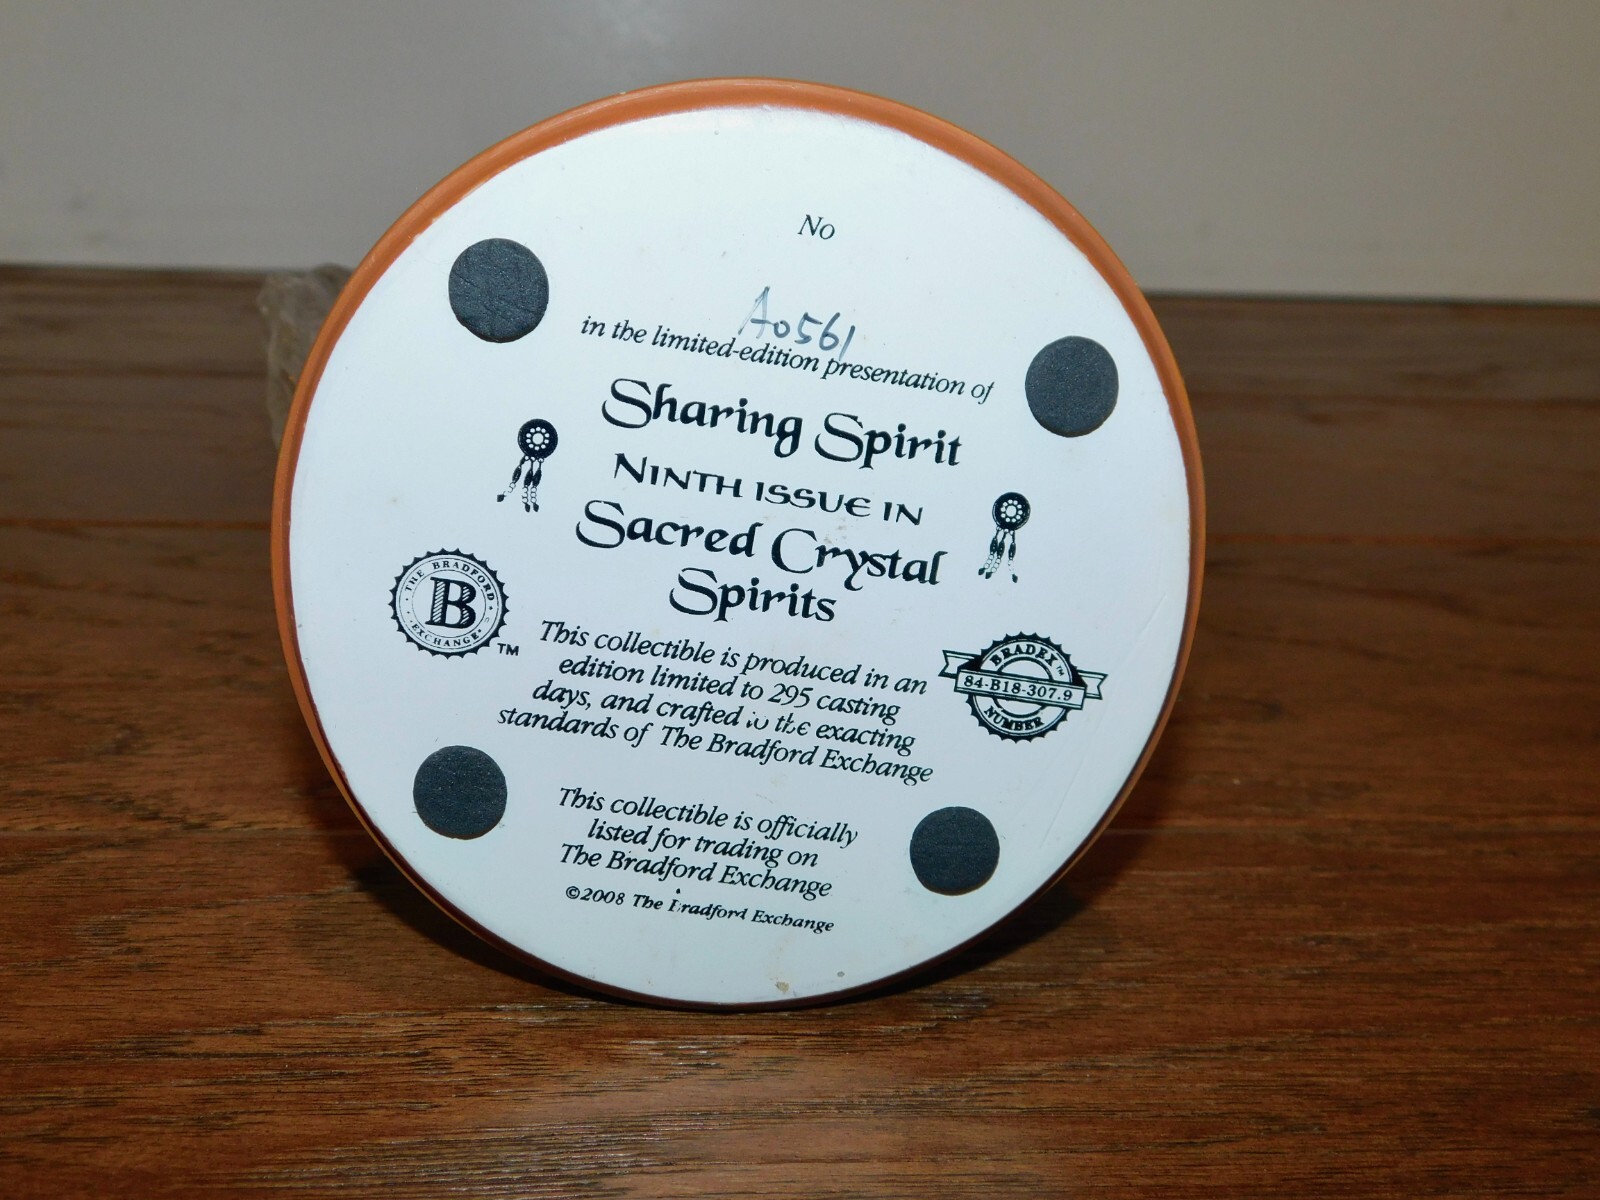 No
A0561
in the limited-edition presentation of
Sharing Spirit
NINTH ISSUE IN
Sacred Crystal
Spirits
THE BRADFORD
B
EXCHANGE
TM
BRADEX TM
84-B18-307.9
NUMBER
This collectible is produced in an
edition limited to 295 casting
days, and crafted to the exacting
standards of The Bradford Exchange
This collectible is officially
listed for trading on
The Bradford Exchange
©2008 The Bradford Exchange